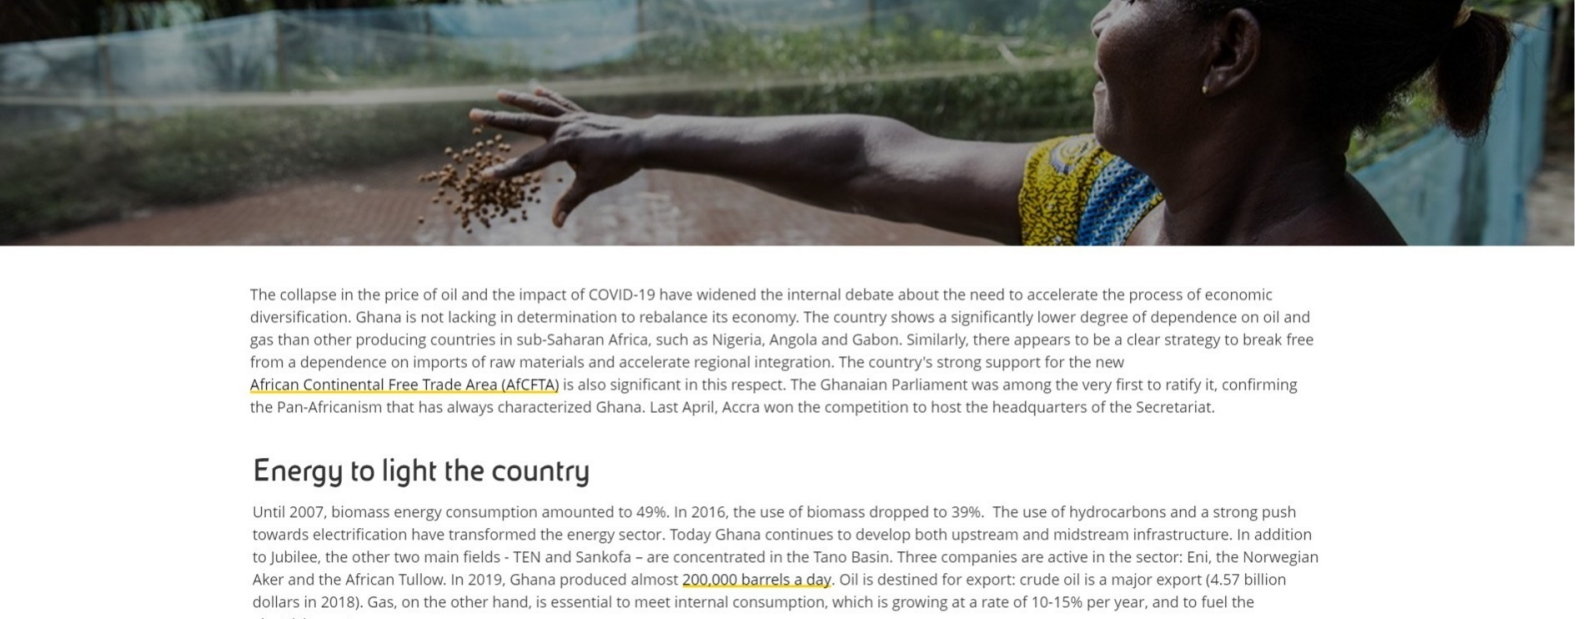 The collapse in the price of oil and the impact of COVID-19 have widened the internal debate about the need to accelerate the process of economic
diversification. Ghana is not lacking in determination to rebalance its economy. The country shows a significantly lower degree of dependence on oil and
gas than other producing countries in sub-Saharan Africa, such as Nigeria, Angola and Gabon. Similarly, there appears to be a clear strategy to break free
from a dependence on imports of raw materials and accelerate regional integration. The country's strong support for the new
African Continental Free Trade Area (AfCFTA) is also significant in this respect. The Ghanaian Parliament was among the very first to ratify it, confirming
the Pan-Africanism that has always characterized Ghana. Last April, Accra won the competition to host the headquarters of the Secretariat.
Energy to light the country
Until 2007, biomass energy consumption amounted to 49%. In 2016, the use of biomass dropped to 39%.  The use of hydrocarbons and a strong push
towards electrification have transformed the energy sector. Today Ghana continues to develop both upstream and midstream infrastructure. In addition
to Jubilee, the other two main fields - TEN and Sankofa – are concentrated in the Tano Basin. Three companies are active in the sector: Eni, the Norwegian
Aker and the African Tullow. In 2019, Ghana produced almost 200,000 barrels a day. Oil is destined for export: crude oil is a major export (4.57 billion
dollars in 2018). Gas, on the other hand, is essential to meet internal consumption, which is growing at a rate of 10-15% per year, and to fuel the